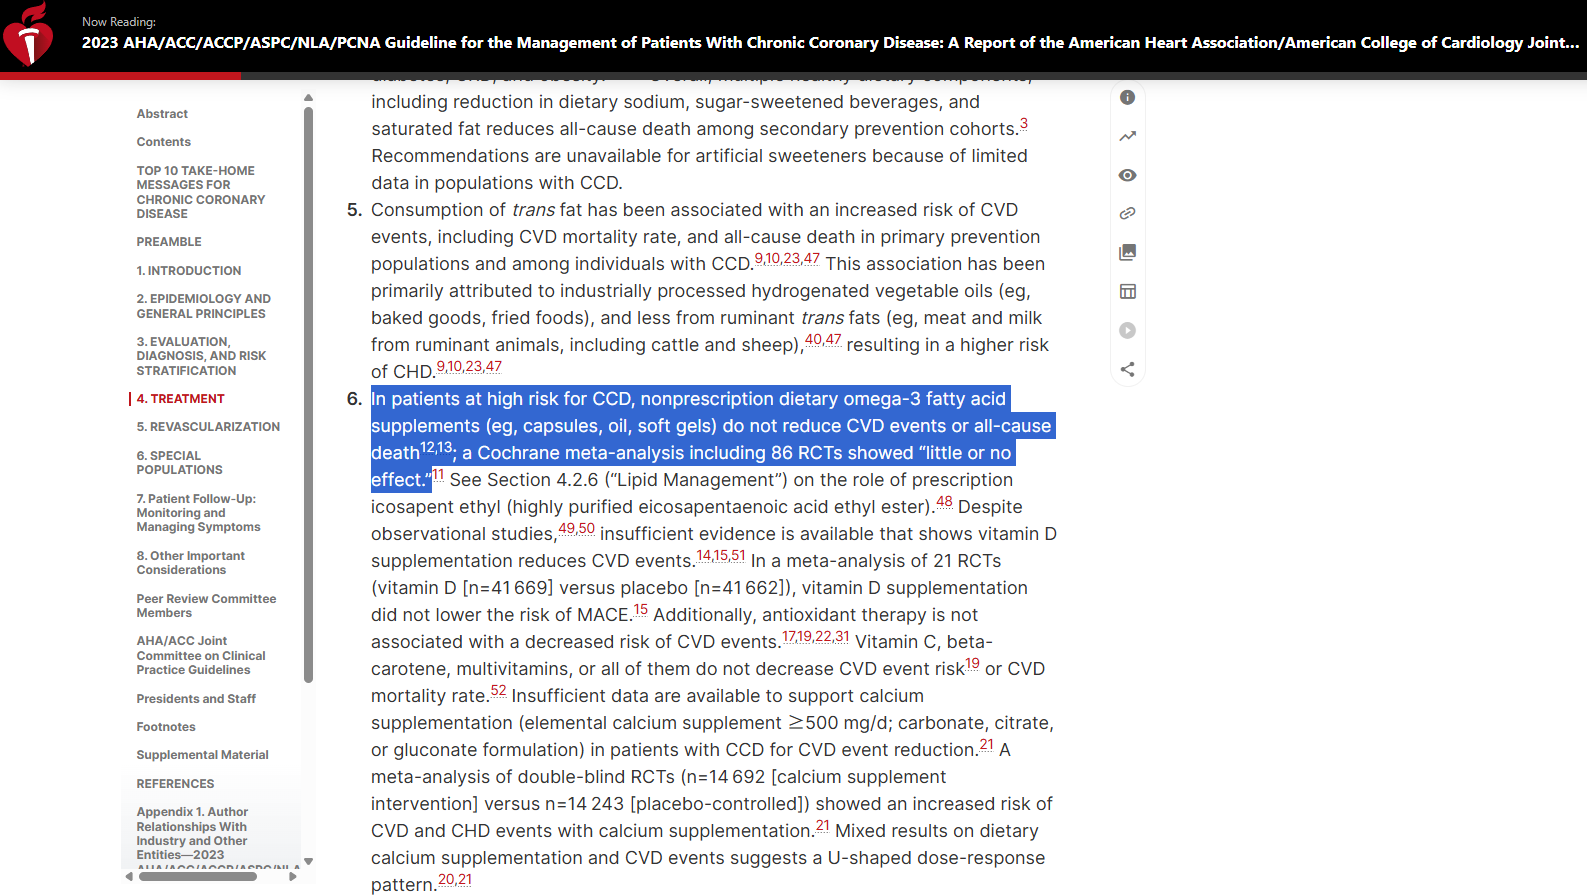 Now Reading:
2023 AHA/ACC/ACCP/ASPC/NLA/PCNA Guideline for the Management of Patients With Chronic Coronary Disease: A Report of the American Heart Association/American College of Cardiology Joint...
Abstract
Contents
TOP 10 TAKE-HOME
MESSAGES FOR
CHRONIC CORONARY
DISEASE
PREAMBLE
1. INTRODUCTION
2. EPIDEMIOLOGY AND
GENERAL PRINCIPLES
3. EVALUATION,
DIAGNOSIS, AND RISK
STRATIFICATION
4. TREATMENT
5. REVASCULARIZATION
6. SPECIAL
POPULATIONS
7. Patient Follow-Up:
Monitoring and
Managing Symptoms
8. Other Important
Considerations
Peer Review Committee
Members
AHA/ACC Joint
Committee on Clinical
Practice Guidelines
Presidents and Staff
Footnotes
Supplemental Material
REFERENCES
Appendix 1. Author
Relationships With
Industry and Other
Entities—2023
AHA/ACC/ACCP/ASPC/NLA
including reduction in dietary sodium, sugar-sweetened beverages, and
saturated fat reduces all-cause death among secondary prevention cohorts.3
Recommendations are unavailable for artificial sweeteners because of limited
data in populations with CCD.
5. Consumption of trans fat has been associated with an increased risk of CVD
events, including CVD mortality rate, and all-cause death in primary prevention
populations and among individuals with CCD.9,10,23,47 This association has been
primarily attributed to industrially processed hydrogenated vegetable oils (eg,
baked goods, fried foods), and less from ruminant trans fats (eg, meat and milk
from ruminant animals, including cattle and sheep),40,47 resulting in a higher risk
of CHD.9,10,23,47
6. In patients at high risk for CCD, nonprescription dietary omega-3 fatty acid
supplements (eg, capsules, oil, soft gels) do not reduce CVD events or all-cause
death12,13; a Cochrane meta-analysis including 86 RCTs showed “little or no
effect.”11 See Section 4.2.6 (“Lipid Management”) on the role of prescription
icosapent ethyl (highly purified eicosapentaenoic acid ethyl ester).48 Despite
observational studies,49,50 insufficient evidence is available that shows vitamin D
supplementation reduces CVD events.14,15,51 In a meta-analysis of 21 RCTs
(vitamin D [n=41 669] versus placebo [n=41 662]), vitamin D supplementation
did not lower the risk of MACE.15 Additionally, antioxidant therapy is not
associated with a decreased risk of CVD events.17,19,22,31 Vitamin C, beta-
carotene, multivitamins, or all of them do not decrease CVD event risk19 or CVD
mortality rate.52 Insufficient data are available to support calcium
supplementation (elemental calcium supplement ≥500 mg/d; carbonate, citrate,
or gluconate formulation) in patients with CCD for CVD event reduction.21 A
meta-analysis of double-blind RCTs (n=14 692 [calcium supplement
intervention] versus n=14 243 [placebo-controlled]) showed an increased risk of
CVD and CHD events with calcium supplementation.21 Mixed results on dietary
calcium supplementation and CVD events suggests a U-shaped dose-response
pattern.20,21